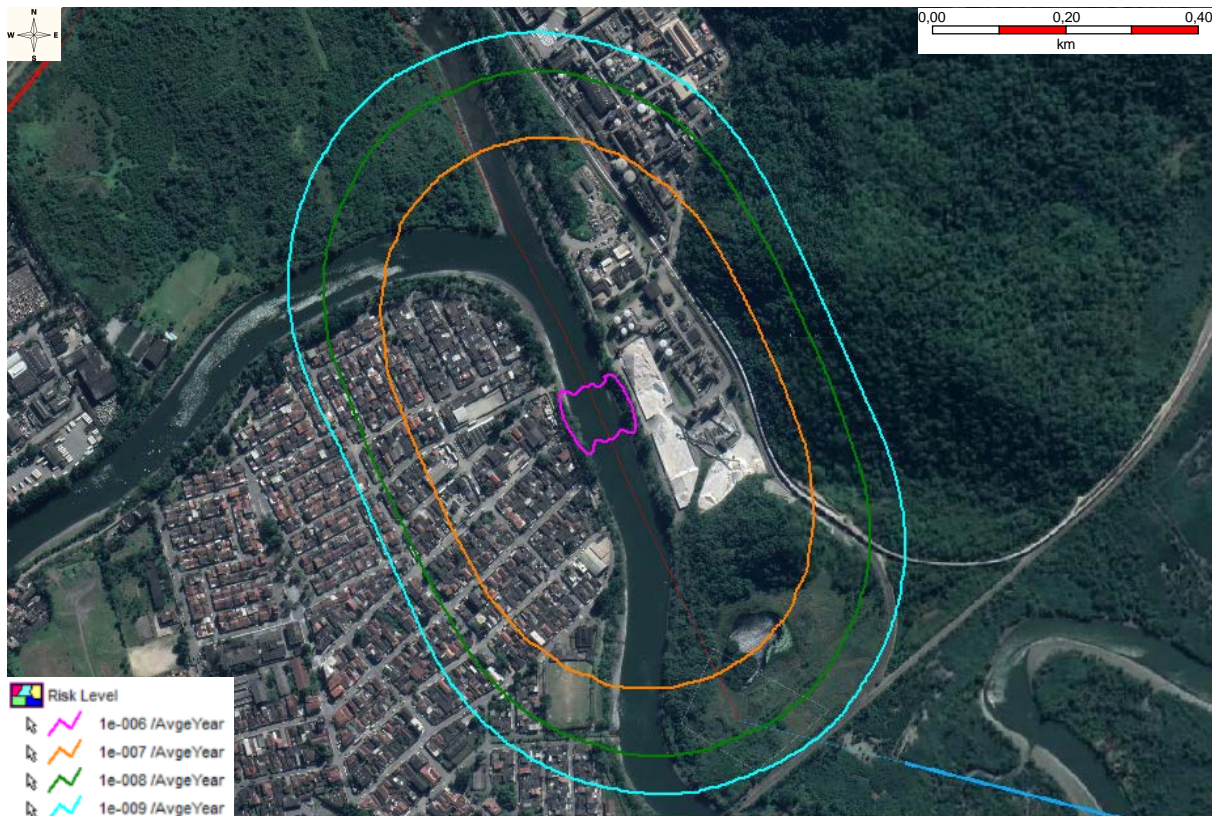 N
W E
S
0,00 0,20 0,40
km
Risk Level
1e-006 /AvgeYear
1e-007 /AvgeYear
1e-008 /AvgeYear
1e-009 /AvgeYear